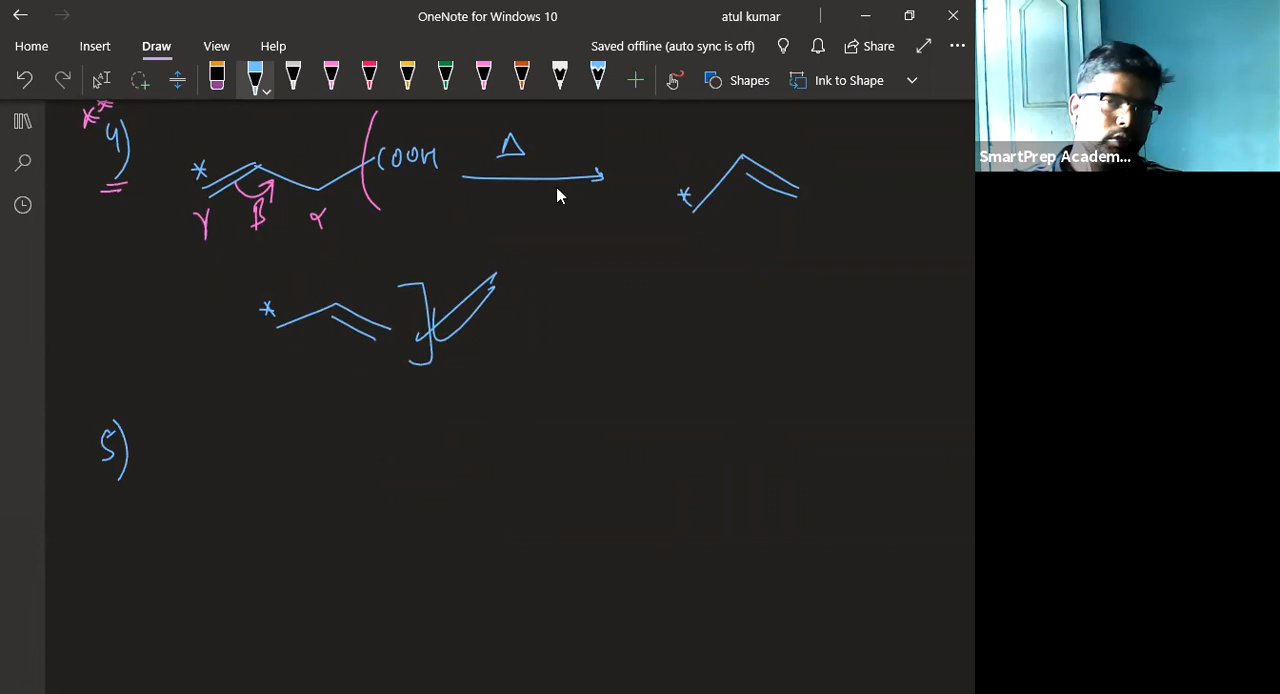 OneNote for Windows 10
atul kumar
Home Insert Draw View Help
Saved offline (auto sync is off)
Share
Shapes
Ink to Shape
SmartPrep Academ...
**
4)
* COOH Δ *
γ β α
*
5)